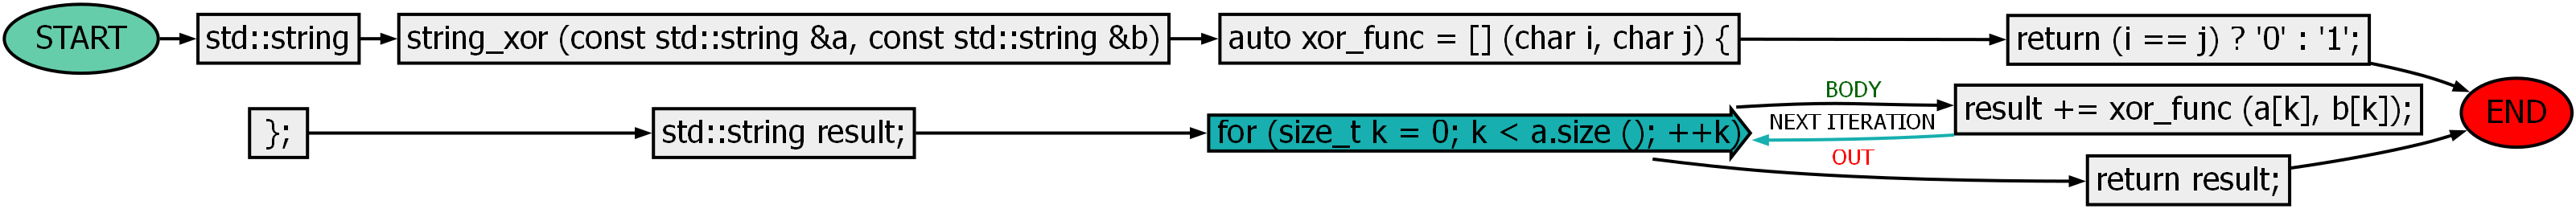 START
std::string
string_xor (const std::string &a, const std::string &b)
auto xor_func = [] (char i, char j) {
return (i == j) ? '0' : '1';
};
std::string result;
for (size_t k = 0; k < a.size (); ++k)
BODY
NEXT ITERATION
OUT
result += xor_func (a[k], b[k]);
return result;
END